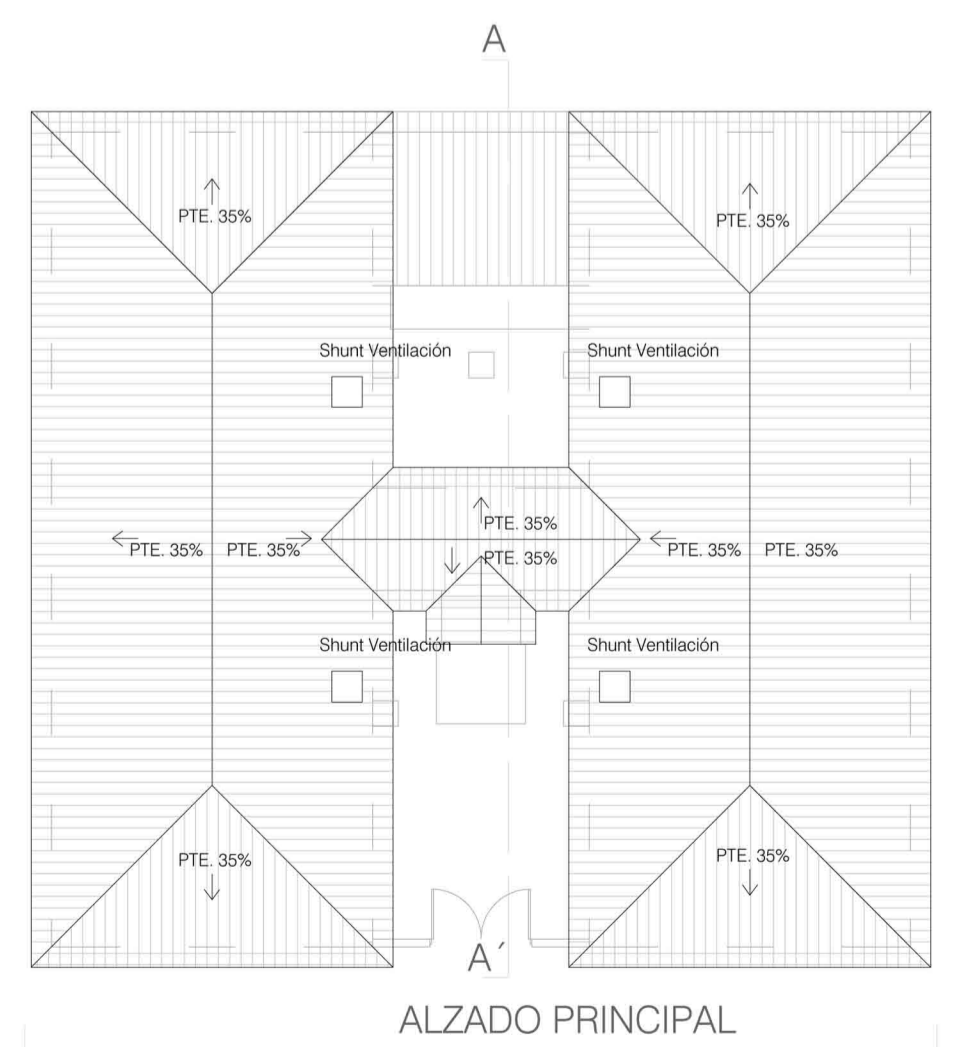 A
PTE. 35%
PTE. 35%
Shunt Ventilación
Shunt Ventilación
PTE. 35%
PTE. 35%
PTE. 35%
PTE. 35%
PTE. 35%
PTE. 35%
Shunt Ventilación
Shunt Ventilación
PTE. 35%
PTE. 35%
A´
ALZADO PRINCIPAL